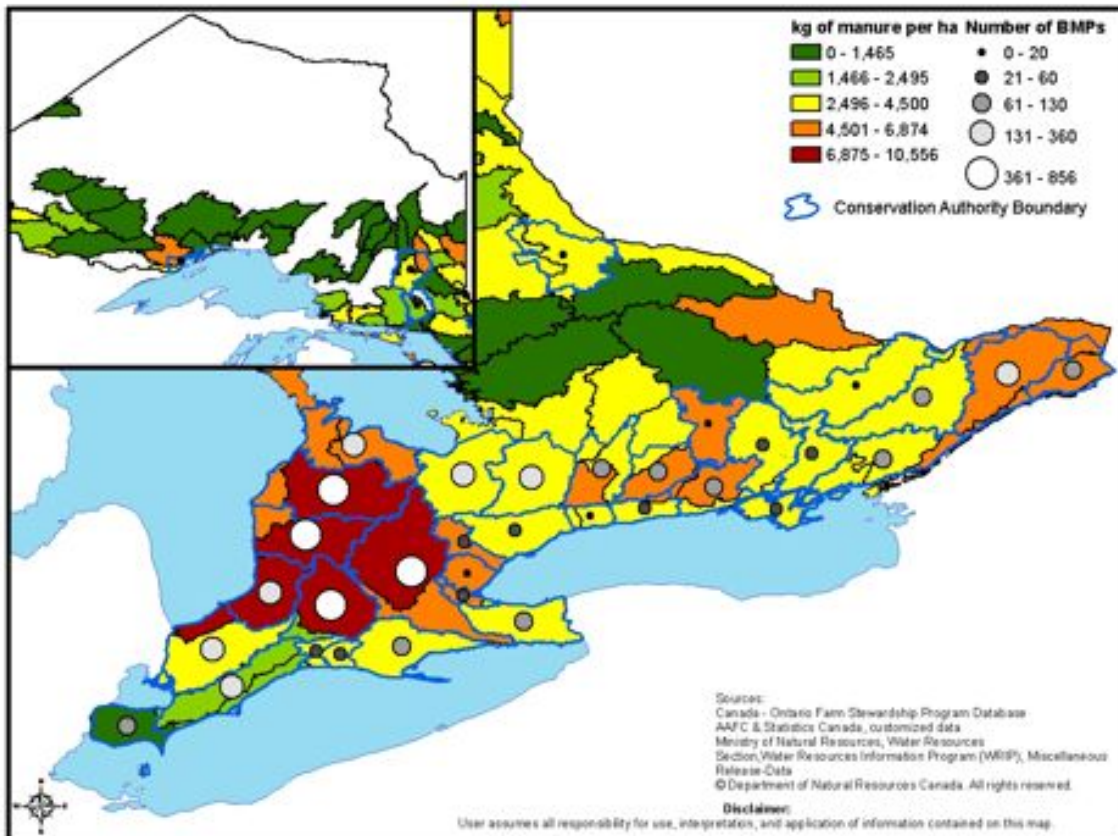 kg of manure per ha Number of BMPs
0 - 1,465
0 - 20
1,466 - 2,495
21 - 60
2,496 - 4,500
61 - 130
4,501 - 6,874
131 - 360
6,875 - 10,556
361 - 856
Conservation Authority Boundary
Sources:
Canada - Ontario Farm Stewardship Program Database
AAFC & Statistics Canada, customized data
Ministry of Natural Resources, Water Resources
Section,Water Resources Information Program (WRIP), Miscellaneous
Release-Data
© Department of Natural Resources Canada. All rights reserved.
Disclaimer:
User assumes all responsibility for use, interpretation, and application of information contained on this map.